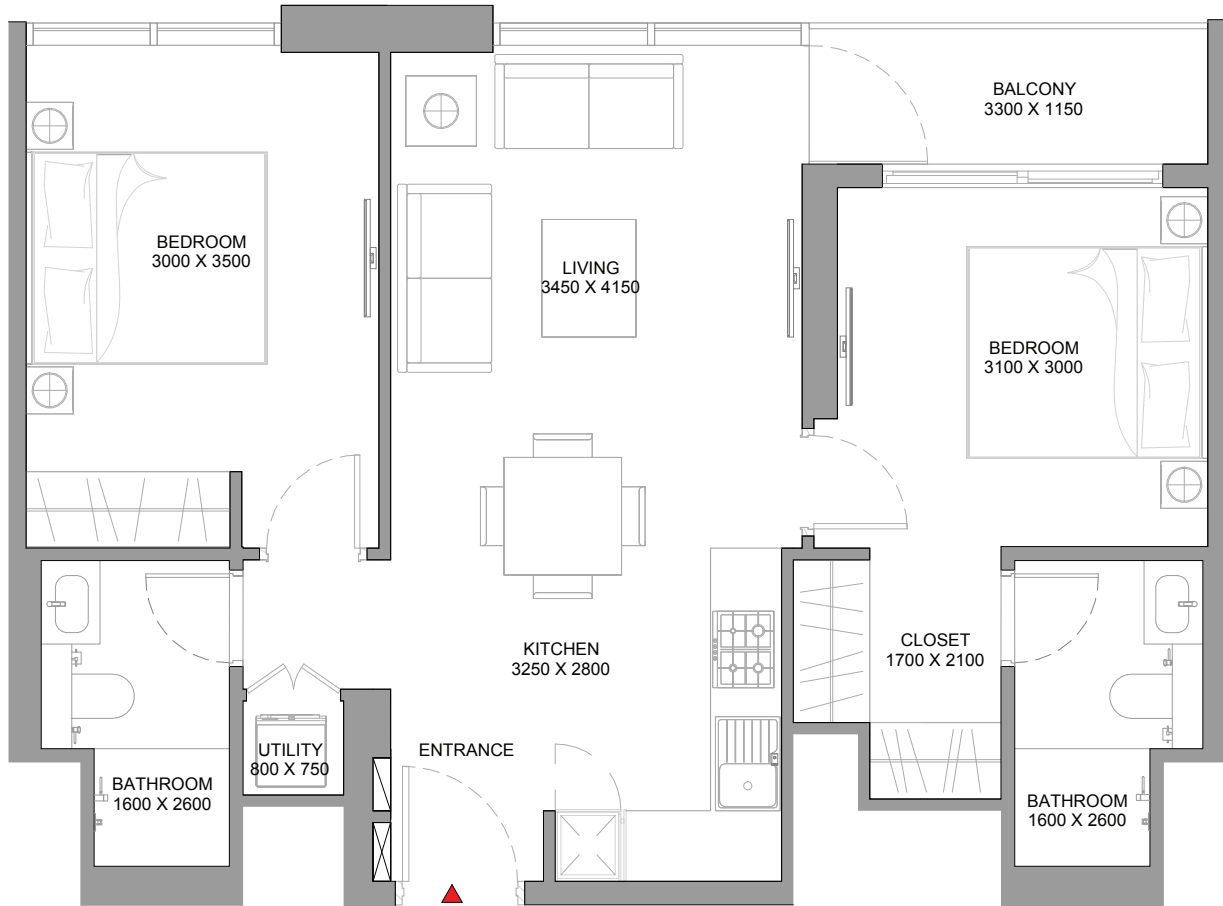 BALCONY
3300 X 1150
BEDROOM
3000 X 3500
LIVING
3450 X 4150
BEDROOM
3100 X 3000
KITCHEN
3250 X 2800
CLOSET
1700 X 2100
ENTRANCE
UTILITY
800 X 750
BATHROOM
1600 X 2600
BATHROOM
1600 X 2600